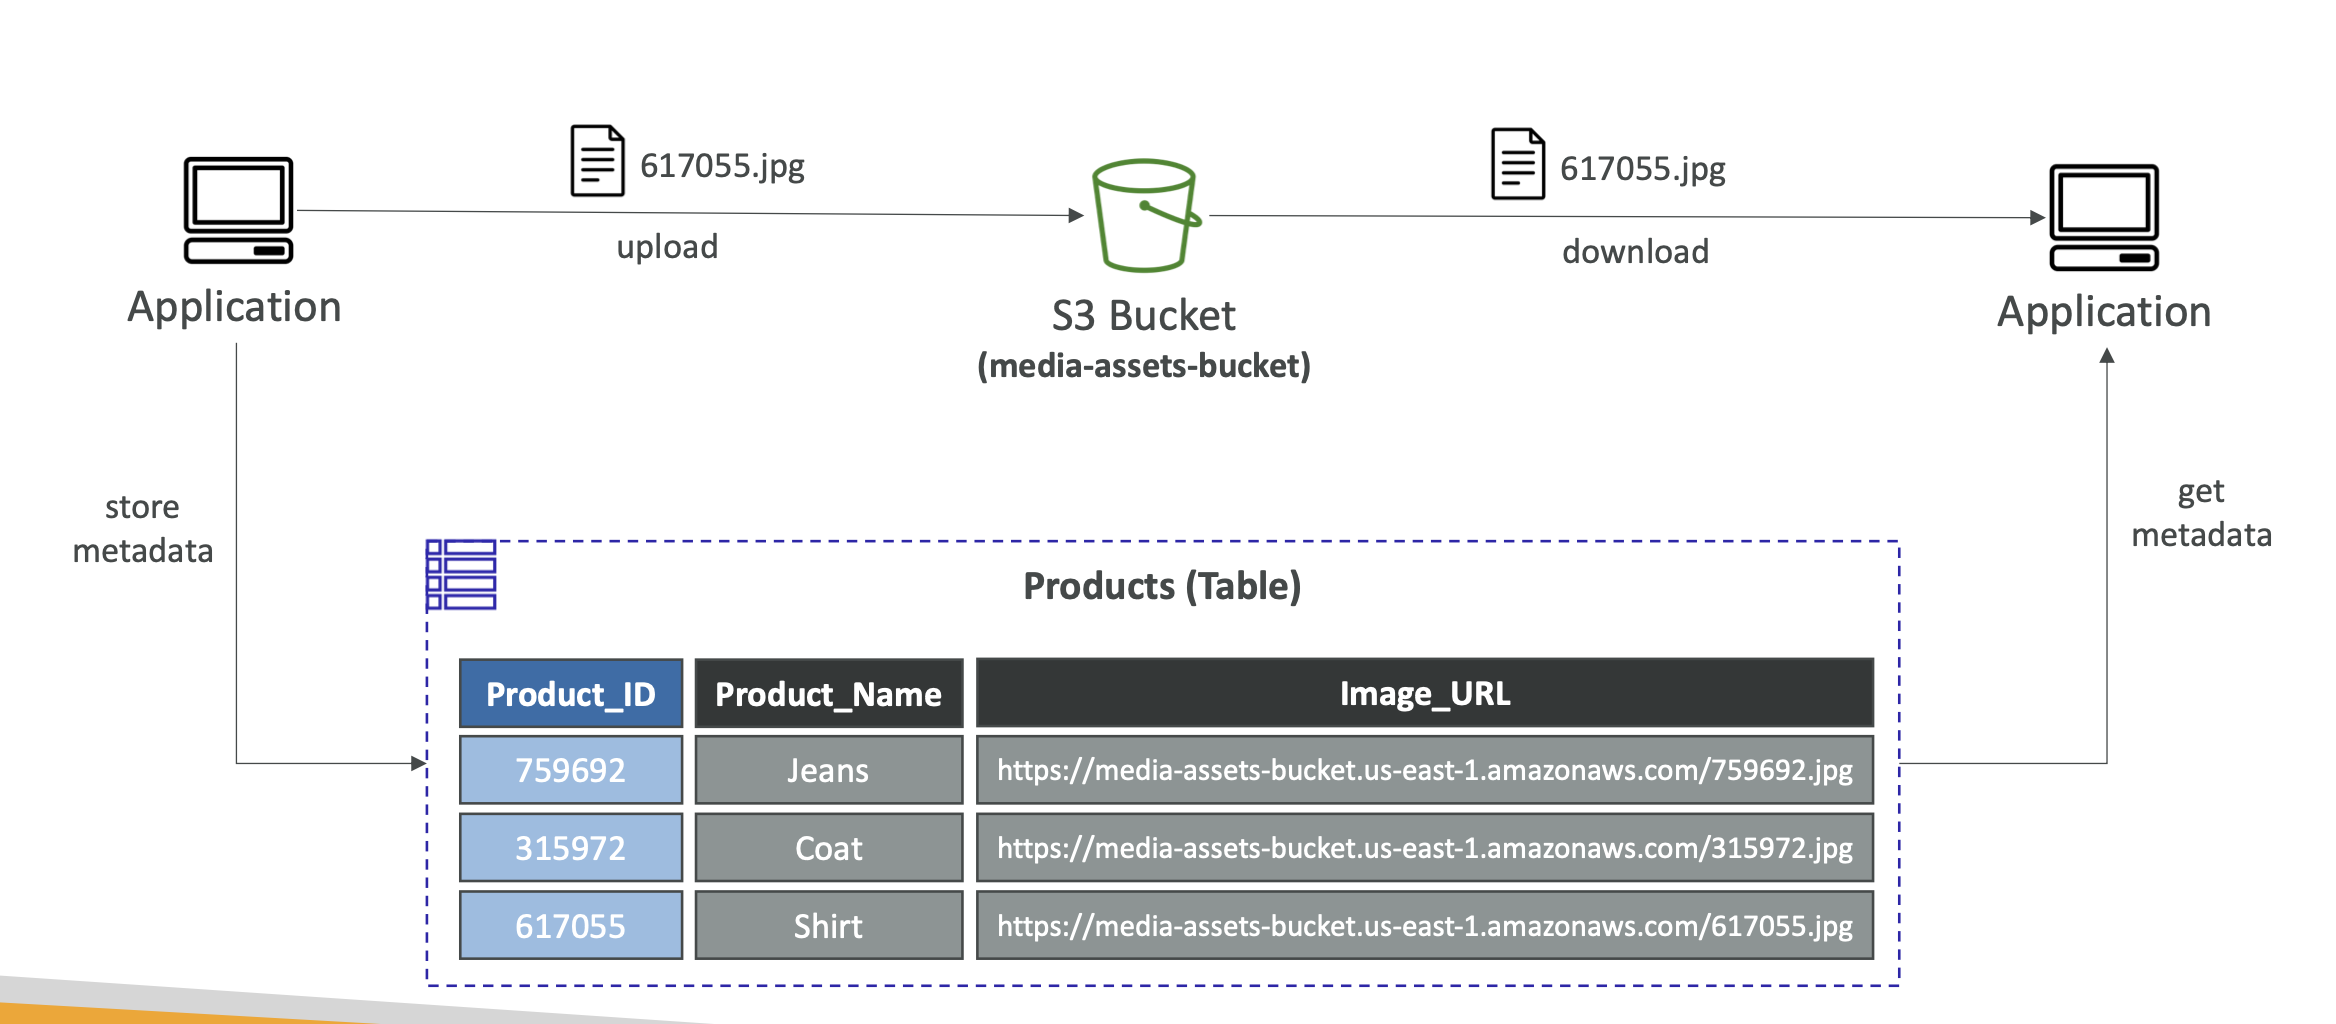 617055.jpg
upload
617055.jpg
download
Application
S3 Bucket
(media-assets-bucket)
Application
store
metadata
get
metadata
Products (Table)
Product_ID Product_Name Image_URL
759692 Jeans https://media-assets-bucket.us-east-1.amazonaws.com/759692.jpg
315972 Coat https://media-assets-bucket.us-east-1.amazonaws.com/315972.jpg
617055 Shirt https://media-assets-bucket.us-east-1.amazonaws.com/617055.jpg